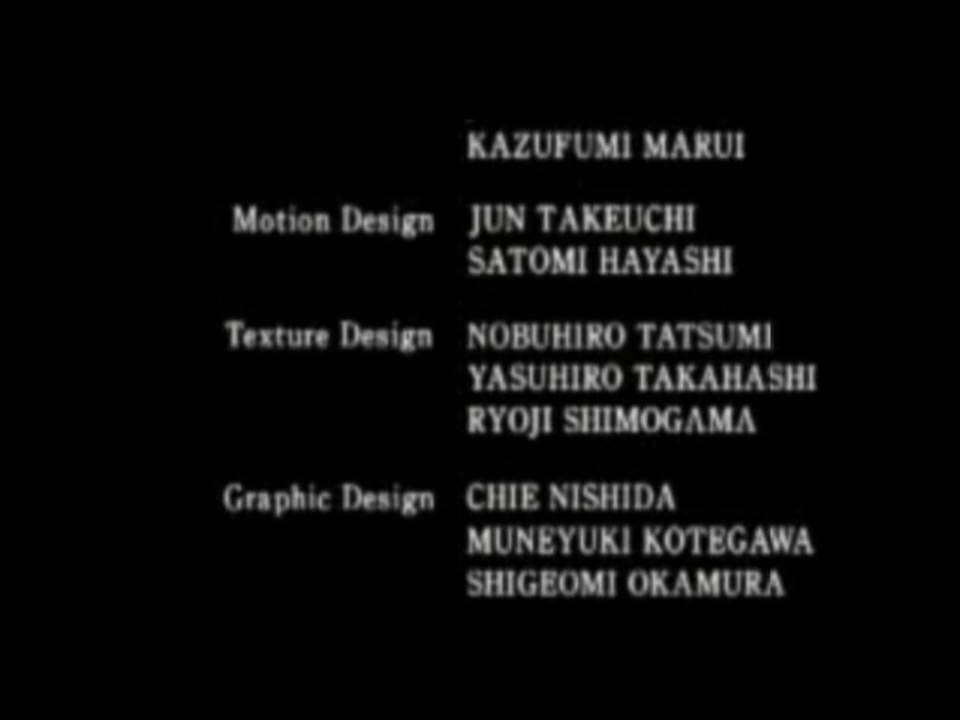 KAZUFUMI MARUI
Motion Design JUN TAKEUCHI
SATOMI HAYASHI
Texture Design NOBUHIRO TATSUMI
YASUHIRO TAKAHASHI
RYOJI SHIMOGAMA
Graphic Design CHIE NISHIDA
MUNEYUKI KOTEGAWA
SHIGEOMI OKAMURA